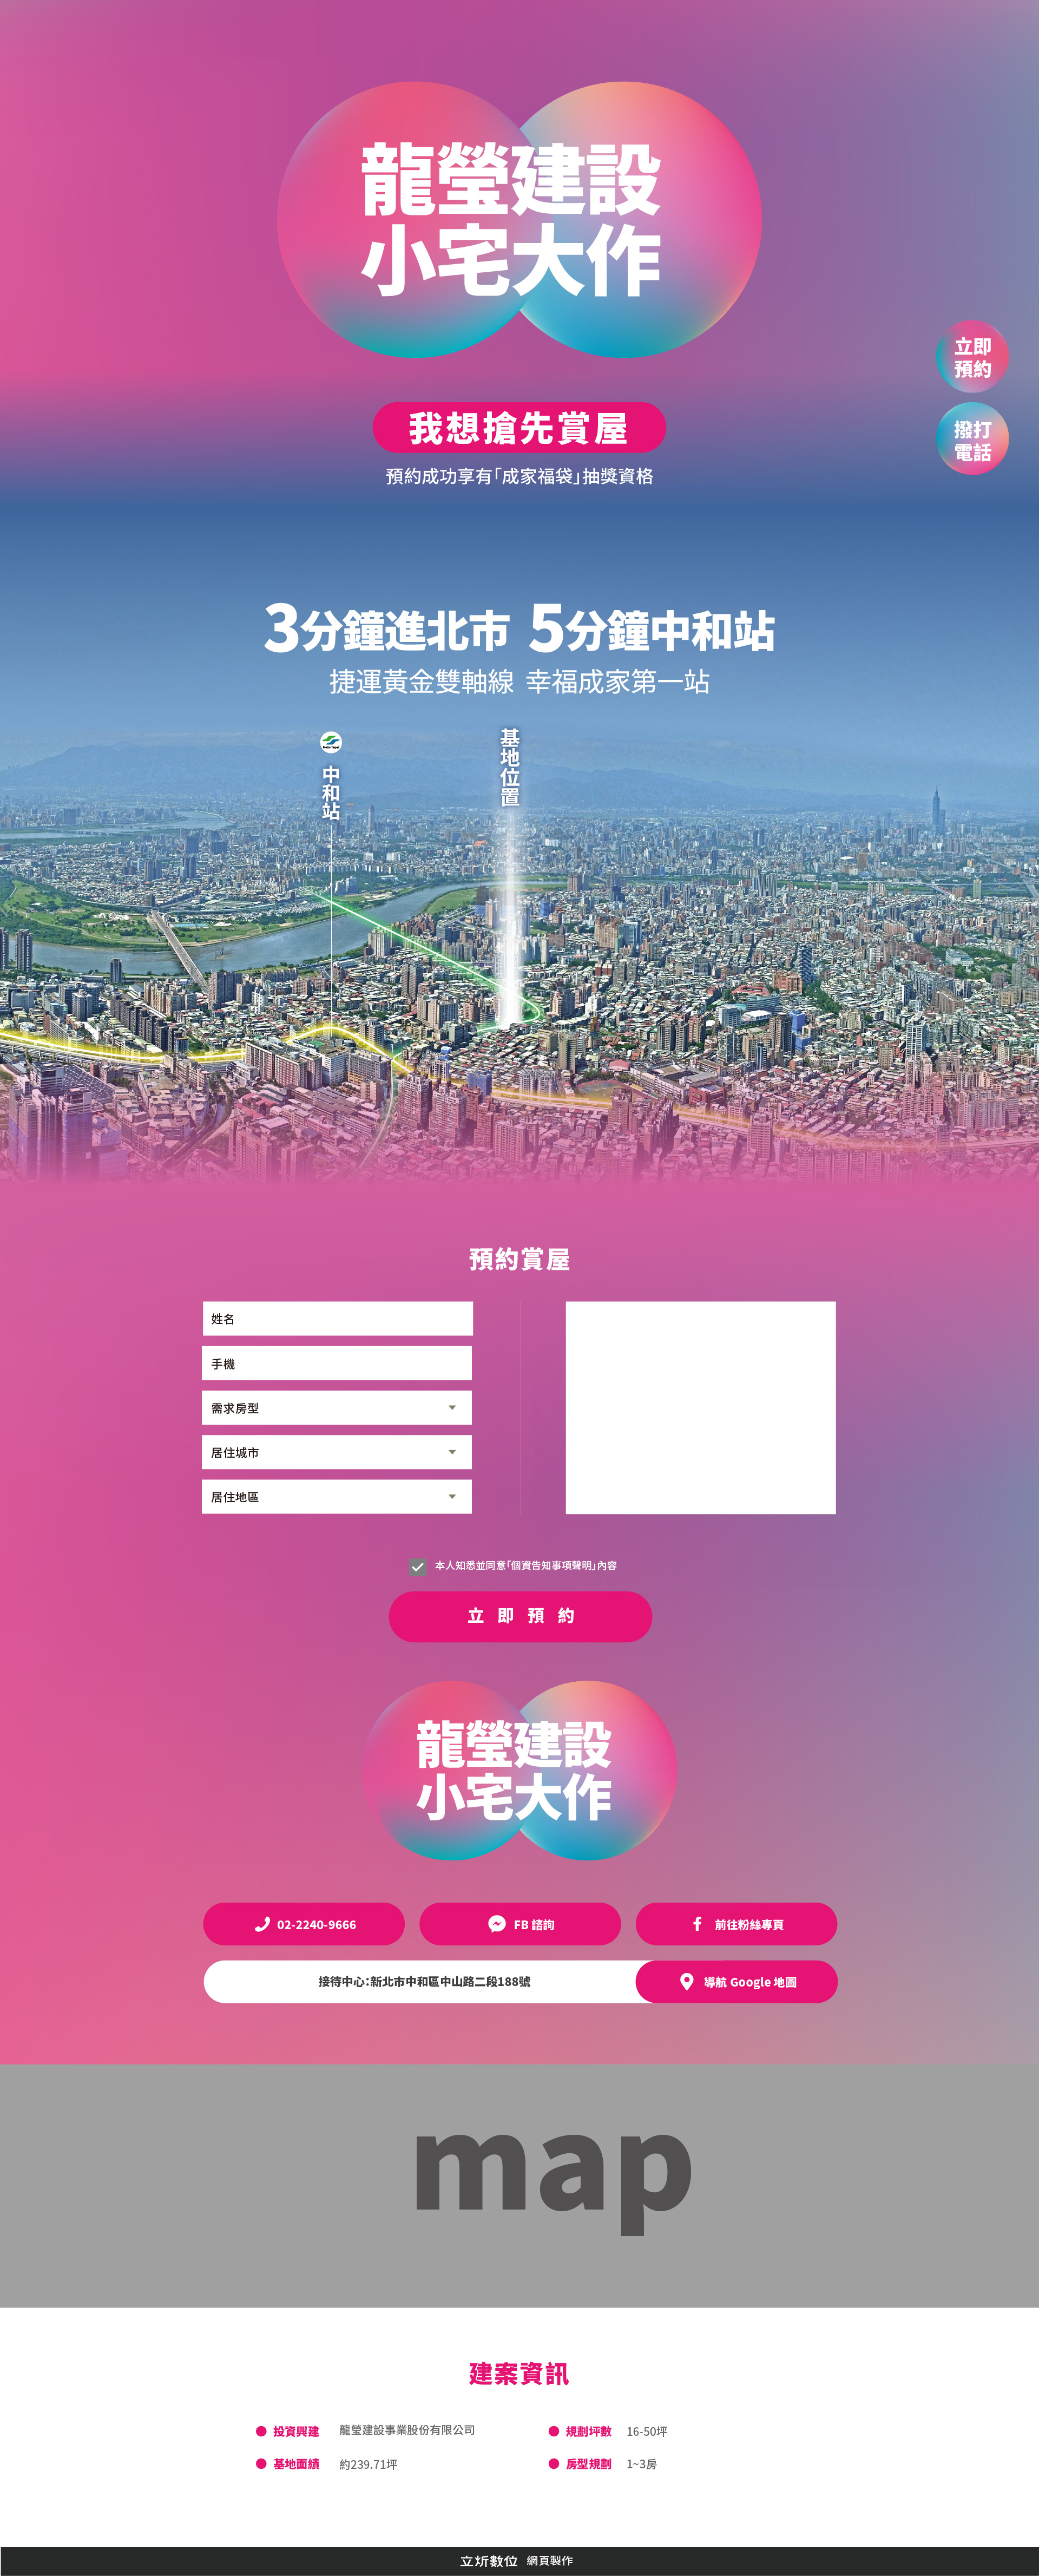 龍瑩建設
小宅大作
立即
預約
撥打
電話
我想搶先賞屋
預約成功享有「成家福袋」抽獎資格
3分鐘進北市 5分鐘中和站
捷運黃金雙軸線 幸福成家第一站
基地位置
中和站
預約賞屋
姓名
手機
需求房型
居住城市
居住地區
本人知悉並同意「個資告知事項聲明」內容
立即預約
龍瑩建設
小宅大作
02-2240-9666
FB 諮詢
前往粉絲專頁
接待中心:新北市中和區中山路二段188號
導航 Google 地圖
map
建案資訊
投資興建 龍瑩建設事業股份有限公司
規劃坪數 16-50坪
基地面績 約239.71坪
房型規劃 1~3房
立炘數位 網頁製作